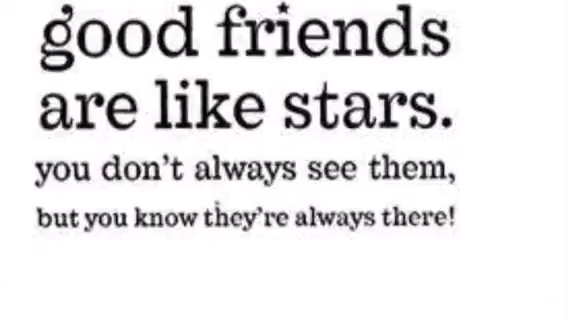 good friends
are like stars.
you don't always see them,
but you know they're always there!